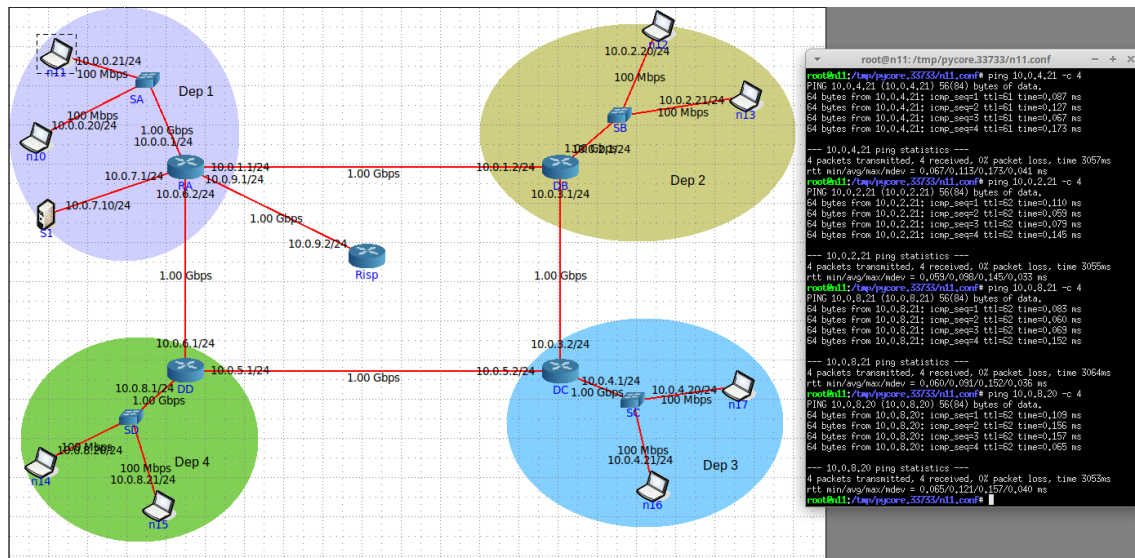 n11
10.0.0.21/24
100 Mbps
SA
Dep 1
100 Mbps
10.0.0.20/24
n10
1.00 Gbps
10.0.0.1/24
RA
10.0.7.1/24
10.0.1.1/24
10.0.9.1/24
10.0.6.2/24
10.0.7.10/24
S1
1.00 Gbps
1.00 Gbps
10.0.9.2/24
Risp
1.00 Gbps
n12
10.0.2.20/24
100 Mbps
10.0.2.21/24
100 Mbps
n13
SB
10.0.1.2/24
DB
10.0.3.1/24
Dep 2
1.00 Gbps
10.0.6.1/24
10.0.5.1/24
DD
10.0.8.1/24
1.00 Gbps
SD
100 Mbps
10.0.8.20/24
n14
100 Mbps
10.0.8.21/24
n15
Dep 4
1.00 Gbps
10.0.3.2/24
10.0.5.2/24
DC
10.0.4.1/24
1.00 Gbps
SC
10.0.4.20/24
100 Mbps
n17
100 Mbps
10.0.4.21/24
n16
Dep 3
root@n11: /tmp/pycore.33733/n11.conf
root@n11:/tmp/pycore.33733/n11.conf# ping 10.0.4.21 -c 4
PING 10.0.4.21 (10.0.4.21) 56(84) bytes of data.
64 bytes from 10.0.4.21: icmp_seq=1 ttl=61 time=0.087 ms
64 bytes from 10.0.4.21: icmp_seq=2 ttl=61 time=0.127 ms
64 bytes from 10.0.4.21: icmp_seq=3 ttl=61 time=0.067 ms
64 bytes from 10.0.4.21: icmp_seq=4 ttl=61 time=0.173 ms
--- 10.0.4.21 ping statistics ---
4 packets transmitted, 4 received, 0% packet loss, time 3057ms
rtt min/avg/max/mdev = 0.067/0.113/0.173/0.041 ms
root@n11:/tmp/pycore.33733/n11.conf# ping 10.0.2.21 -c 4
PING 10.0.2.21 (10.0.2.21) 56(84) bytes of data.
64 bytes from 10.0.2.21: icmp_seq=1 ttl=62 time=0.110 ms
64 bytes from 10.0.2.21: icmp_seq=2 ttl=62 time=0.059 ms
64 bytes from 10.0.2.21: icmp_seq=3 ttl=62 time=0.079 ms
64 bytes from 10.0.2.21: icmp_seq=4 ttl=62 time=0.145 ms
--- 10.0.2.21 ping statistics ---
4 packets transmitted, 4 received, 0% packet loss, time 3055ms
rtt min/avg/max/mdev = 0.059/0.098/0.145/0.033 ms
root@n11:/tmp/pycore.33733/n11.conf# ping 10.0.8.21 -c 4
PING 10.0.8.21 (10.0.8.21) 56(84) bytes of data.
64 bytes from 10.0.8.21: icmp_seq=1 ttl=62 time=0.083 ms
64 bytes from 10.0.8.21: icmp_seq=2 ttl=62 time=0.060 ms
64 bytes from 10.0.8.21: icmp_seq=3 ttl=62 time=0.069 ms
64 bytes from 10.0.8.21: icmp_seq=4 ttl=62 time=0.152 ms
--- 10.0.8.21 ping statistics ---
4 packets transmitted, 4 received, 0% packet loss, time 3064ms
rtt min/avg/max/mdev = 0.060/0.091/0.152/0.036 ms
root@n11:/tmp/pycore.33733/n11.conf# ping 10.0.8.20 -c 4
PING 10.0.8.20 (10.0.8.20) 56(84) bytes of data.
64 bytes from 10.0.8.20: icmp_seq=1 ttl=62 time=0.109 ms
64 bytes from 10.0.8.20: icmp_seq=2 ttl=62 time=0.156 ms
64 bytes from 10.0.8.20: icmp_seq=3 ttl=62 time=0.157 ms
64 bytes from 10.0.8.20: icmp_seq=4 ttl=62 time=0.065 ms
--- 10.0.8.20 ping statistics ---
4 packets transmitted, 4 received, 0% packet loss, time 3053ms
rtt min/avg/max/mdev = 0.065/0.121/0.157/0.040 ms
root@n11:/tmp/pycore.33733/n11.conf#